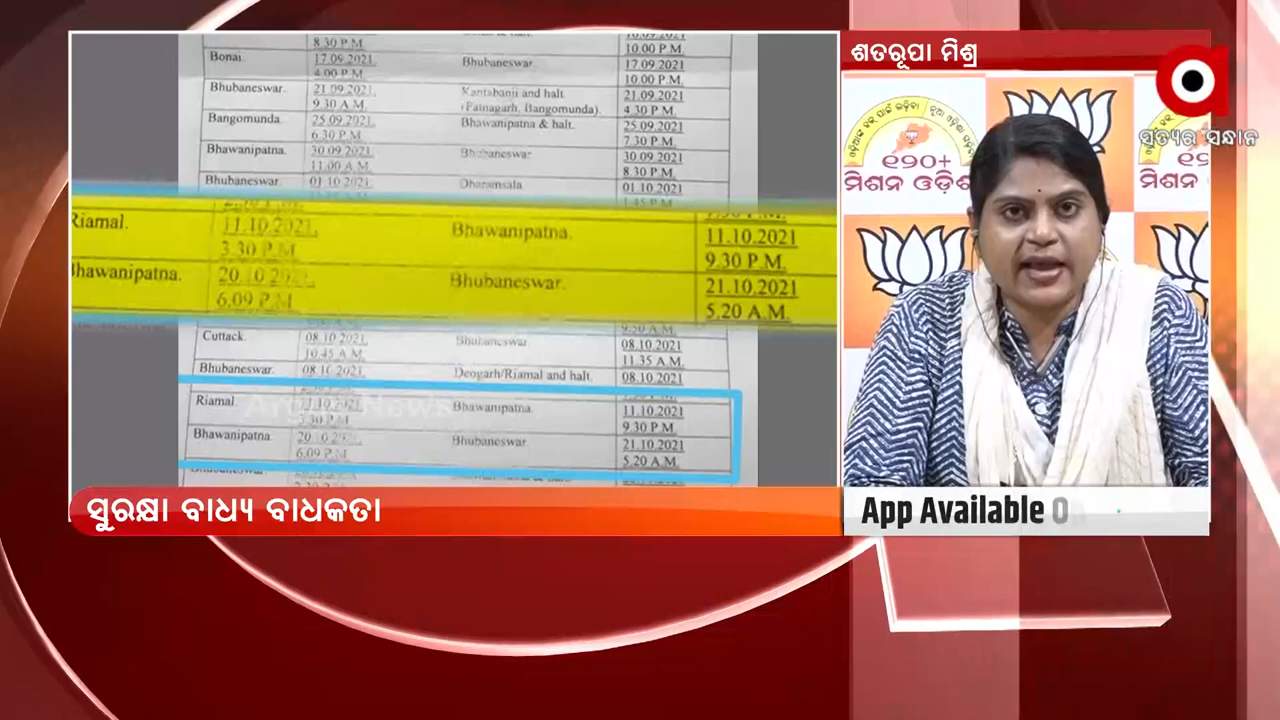 8.30 P.M.
10.00 P.M.
Bonai. 17.09.2021 Bhubaneswar. 17.09.2021
4.00 P.M. 10.00 P.M.
Bhubaneswar. 21.09.2021 Kantabanji and halt. 21.09.2021
9.30 A.M. (Patnagarh, Bangomunda). 4.30 P.M.
Bangomunda. 25.09.2021. Bhawanipatna & halt. 25.09.2021
6.30 P.M. 7.30 P.M.
Bhawanipatna. 30.09.2021 Bhubaneswar. 30.09.2021
11.00 A.M. 8.30 P.M.
Bhubaneswar. 01.10.2021 Dharamsala. 01.10.2021
Riamal. 11.10.2021. Bhawanipatna. 11.10.2021
3.30 P.M. 9.30 P.M.
Bhawanipatna. 20.10.2021. Bhubaneswar. 21.10.2021
6.09 P.M 5.20 A.M.
Cuttack. 08.10.2021. Bhubaneswar. 08.10.2021
10.45 A.M. 11.35 A.M.
Bhubaneswar. 08.10.2021. Deogarh/Riamal and halt. 08.10.2021
Riamal. 11.10.2021. Bhawanipatna. 11.10.2021
3.30 P.M. 9.30 P.M.
Bhawanipatna. 20.10.2021. Bhubaneswar. 21.10.2021
6.09 P.M 5.20 A.M.
ସୁରକ୍ଷା ବାଧ୍ୟ ବାଧକତା
ଶତରୂପା ମିଶ୍ର
ସତ୍ୟର ସନ୍ଧାନ
୧୨୦+
ମିଶନ ଓଡ଼ିଶା
ମିଶନ
App Available On